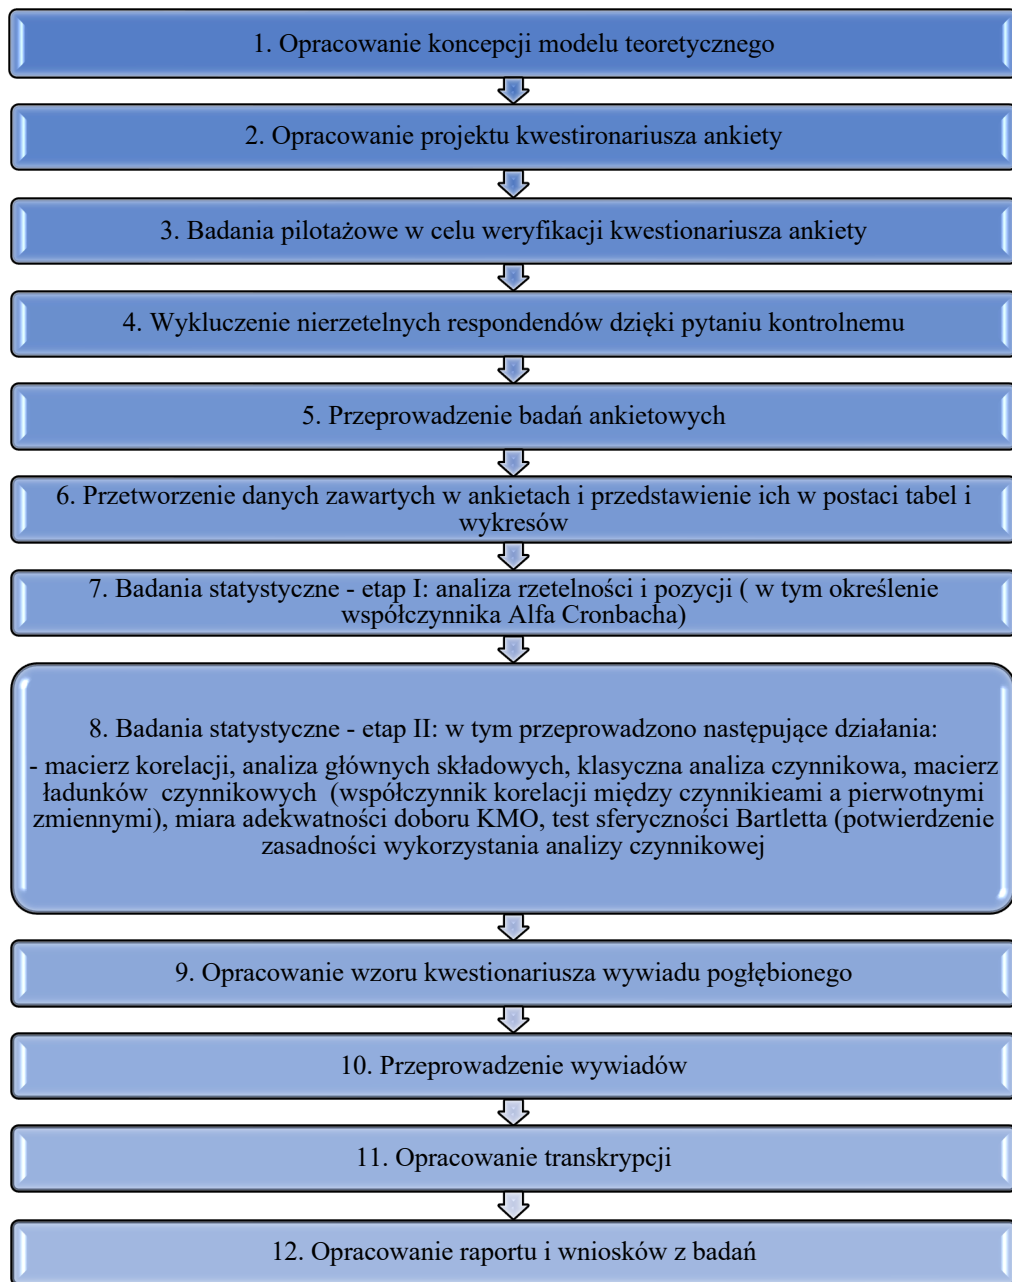 1. Opracowanie koncepcji modelu teoretycznego
2. Opracowanie projektu kwestironariusza ankiety
3. Badania pilotażowe w celu weryfikacji kwestionariusza ankiety
4. Wykluczenie nierzetelnych respondendów dzięki pytaniu kontrolnemu
5. Przeprowadzenie badań ankietowych
6. Przetworzenie danych zawartych w ankietach i przedstawienie ich w postaci tabel i
wykresów
7. Badania statystyczne - etap I: analiza rzetelności i pozycji ( w tym określenie
współczynnika Alfa Cronbacha)
8. Badania statystyczne - etap II: w tym przeprowadzono następujące działania:
- macierz korelacji, analiza głównych składowych, klasyczna analiza czynnikowa, macierz
ładunków  czynnikowych  (współczynnik korelacji między czynnikieami a pierwotnymi
zmiennymi), miara adekwatności doboru KMO, test sferyczności Bartletta (potwierdzenie
zasadności wykorzystania analizy czynnikowej
9. Opracowanie wzoru kwestionariusza wywiadu pogłębionego
10. Przeprowadzenie wywiadów
11. Opracowanie transkrypcji
12. Opracowanie raportu i wniosków z badań